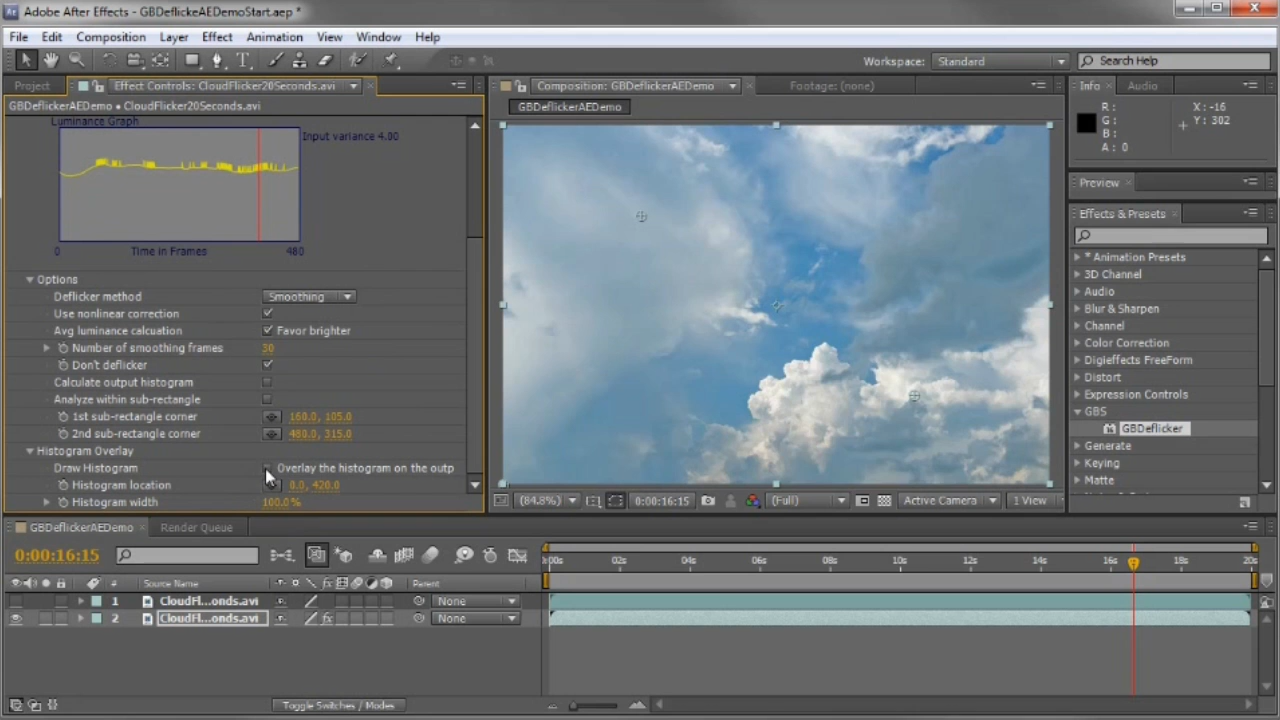 Adobe After Effects - GBDeflickeAEDemoStart.aep *
File Edit Composition Layer Effect Animation View Window Help
Workspace: Standard Search Help
Project Effect Controls: CloudFlicker20Seconds.avi
GBDeflickerAEDemo • CloudFlicker20Seconds.avi
Luminance Graph
Input variance 4.00
0 Time in Frames 480
Options
Deflicker method Smoothing
Use nonlinear correction
Avg luminance calcuation Favor brighter
Number of smoothing frames 30
Don't deflicker
Calculate output histogram
Analyze within sub-rectangle
1st sub-rectangle corner 160.0, 105.0
2nd sub-rectangle corner 480.0, 315.0
Histogram Overlay
Draw Histogram Overlay the histogram on the outp
Histogram location 0.0, 420.0
Histogram width 100.0%
Composition: GBDeflickerAEDemo Footage: (none)
GBDeflickerAEDemo
(84.8%) 0:00:16:15 (Full) Active Camera 1 View
Info Audio
R: X: -16
G: Y: 302
B:
A: 0
Preview
Effects & Presets
* Animation Presets
3D Channel
Audio
Blur & Sharpen
Channel
Color Correction
Digieffects FreeForm
Distort
Expression Controls
GBS
GBDeflicker
Generate
Keying
Matte
GBDeflickerAEDemo Render Queue
0:00:16:15
# Source Name Parent
1 CloudFl...onds.avi None
2 CloudFl...onds.avi None
:00s 02s 04s 06s 08s 10s 12s 14s 16s 18s 20s
Toggle Switches / Modes